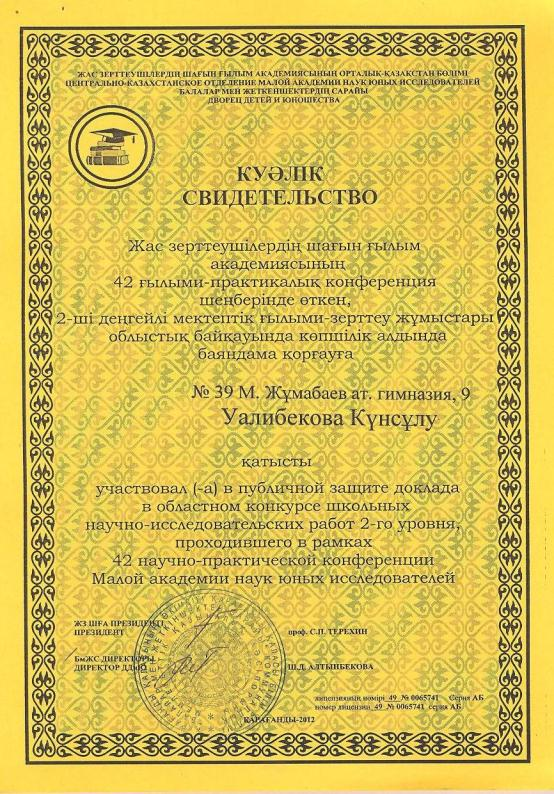 ЖАС ЗЕРТТЕУШІЛЕРДІҢ ШАҒЫН ҒЫЛЫМ АКАДЕМИЯСЫНЫҢ ОРТАЛЫҚ-ҚАЗАҚСТАН БӨЛІМІ
ЦЕНТРАЛЬНО-КАЗАХСТАНСКОЕ ОТДЕЛЕНИЕ МАЛОЙ АКАДЕМИИ НАУК ЮНЫХ ИССЛЕДОВАТЕЛЕЙ
БАЛАЛАР МЕН ЖЕТКЕНШЕКТЕРДІҢ САРАЙЫ
ДВОРЕЦ ДЕТЕЙ И ЮНОШЕСТВА
КУӘЛІК
СВИДЕТЕЛЬСТВО
Жас зерттеушілердің шағын ғылым
академиясының
42 ғылыми-практикалық конференция
шеңберінде өткен,
2-ші деңгейлі мектептік ғылыми-зерттеу жұмыстары
облыстық байқауында көпшілік алдында
баяндама қорғауға
№ 39 М. Жұмабаев ат. гимназия, 9
Уалибекова Күнсұлу
қатысты
участвовал (-а) в публичной защите доклада
в областном конкурсе школьных
научно-исследовательских работ 2-го уровня,
проходившего в рамках
42 научно-практической конференции
Малой академии наук юных исследователей
ЖЗ ШҒА ПРЕЗИДЕНТІ
ПРЕЗИДЕНТ
проф. С.П. ТЕРЕХИН
БмЖС ДИРЕКТОРЫ
ДИРЕКТОР ДДиЮ
Ш.Д. АЛТЫНБЕКОВА
лицензияның номірі 49 № 0065741 Серия АБ
номер лицензии 49 № 0065741 серия АБ
ҚАРАҒАНДЫ-2012